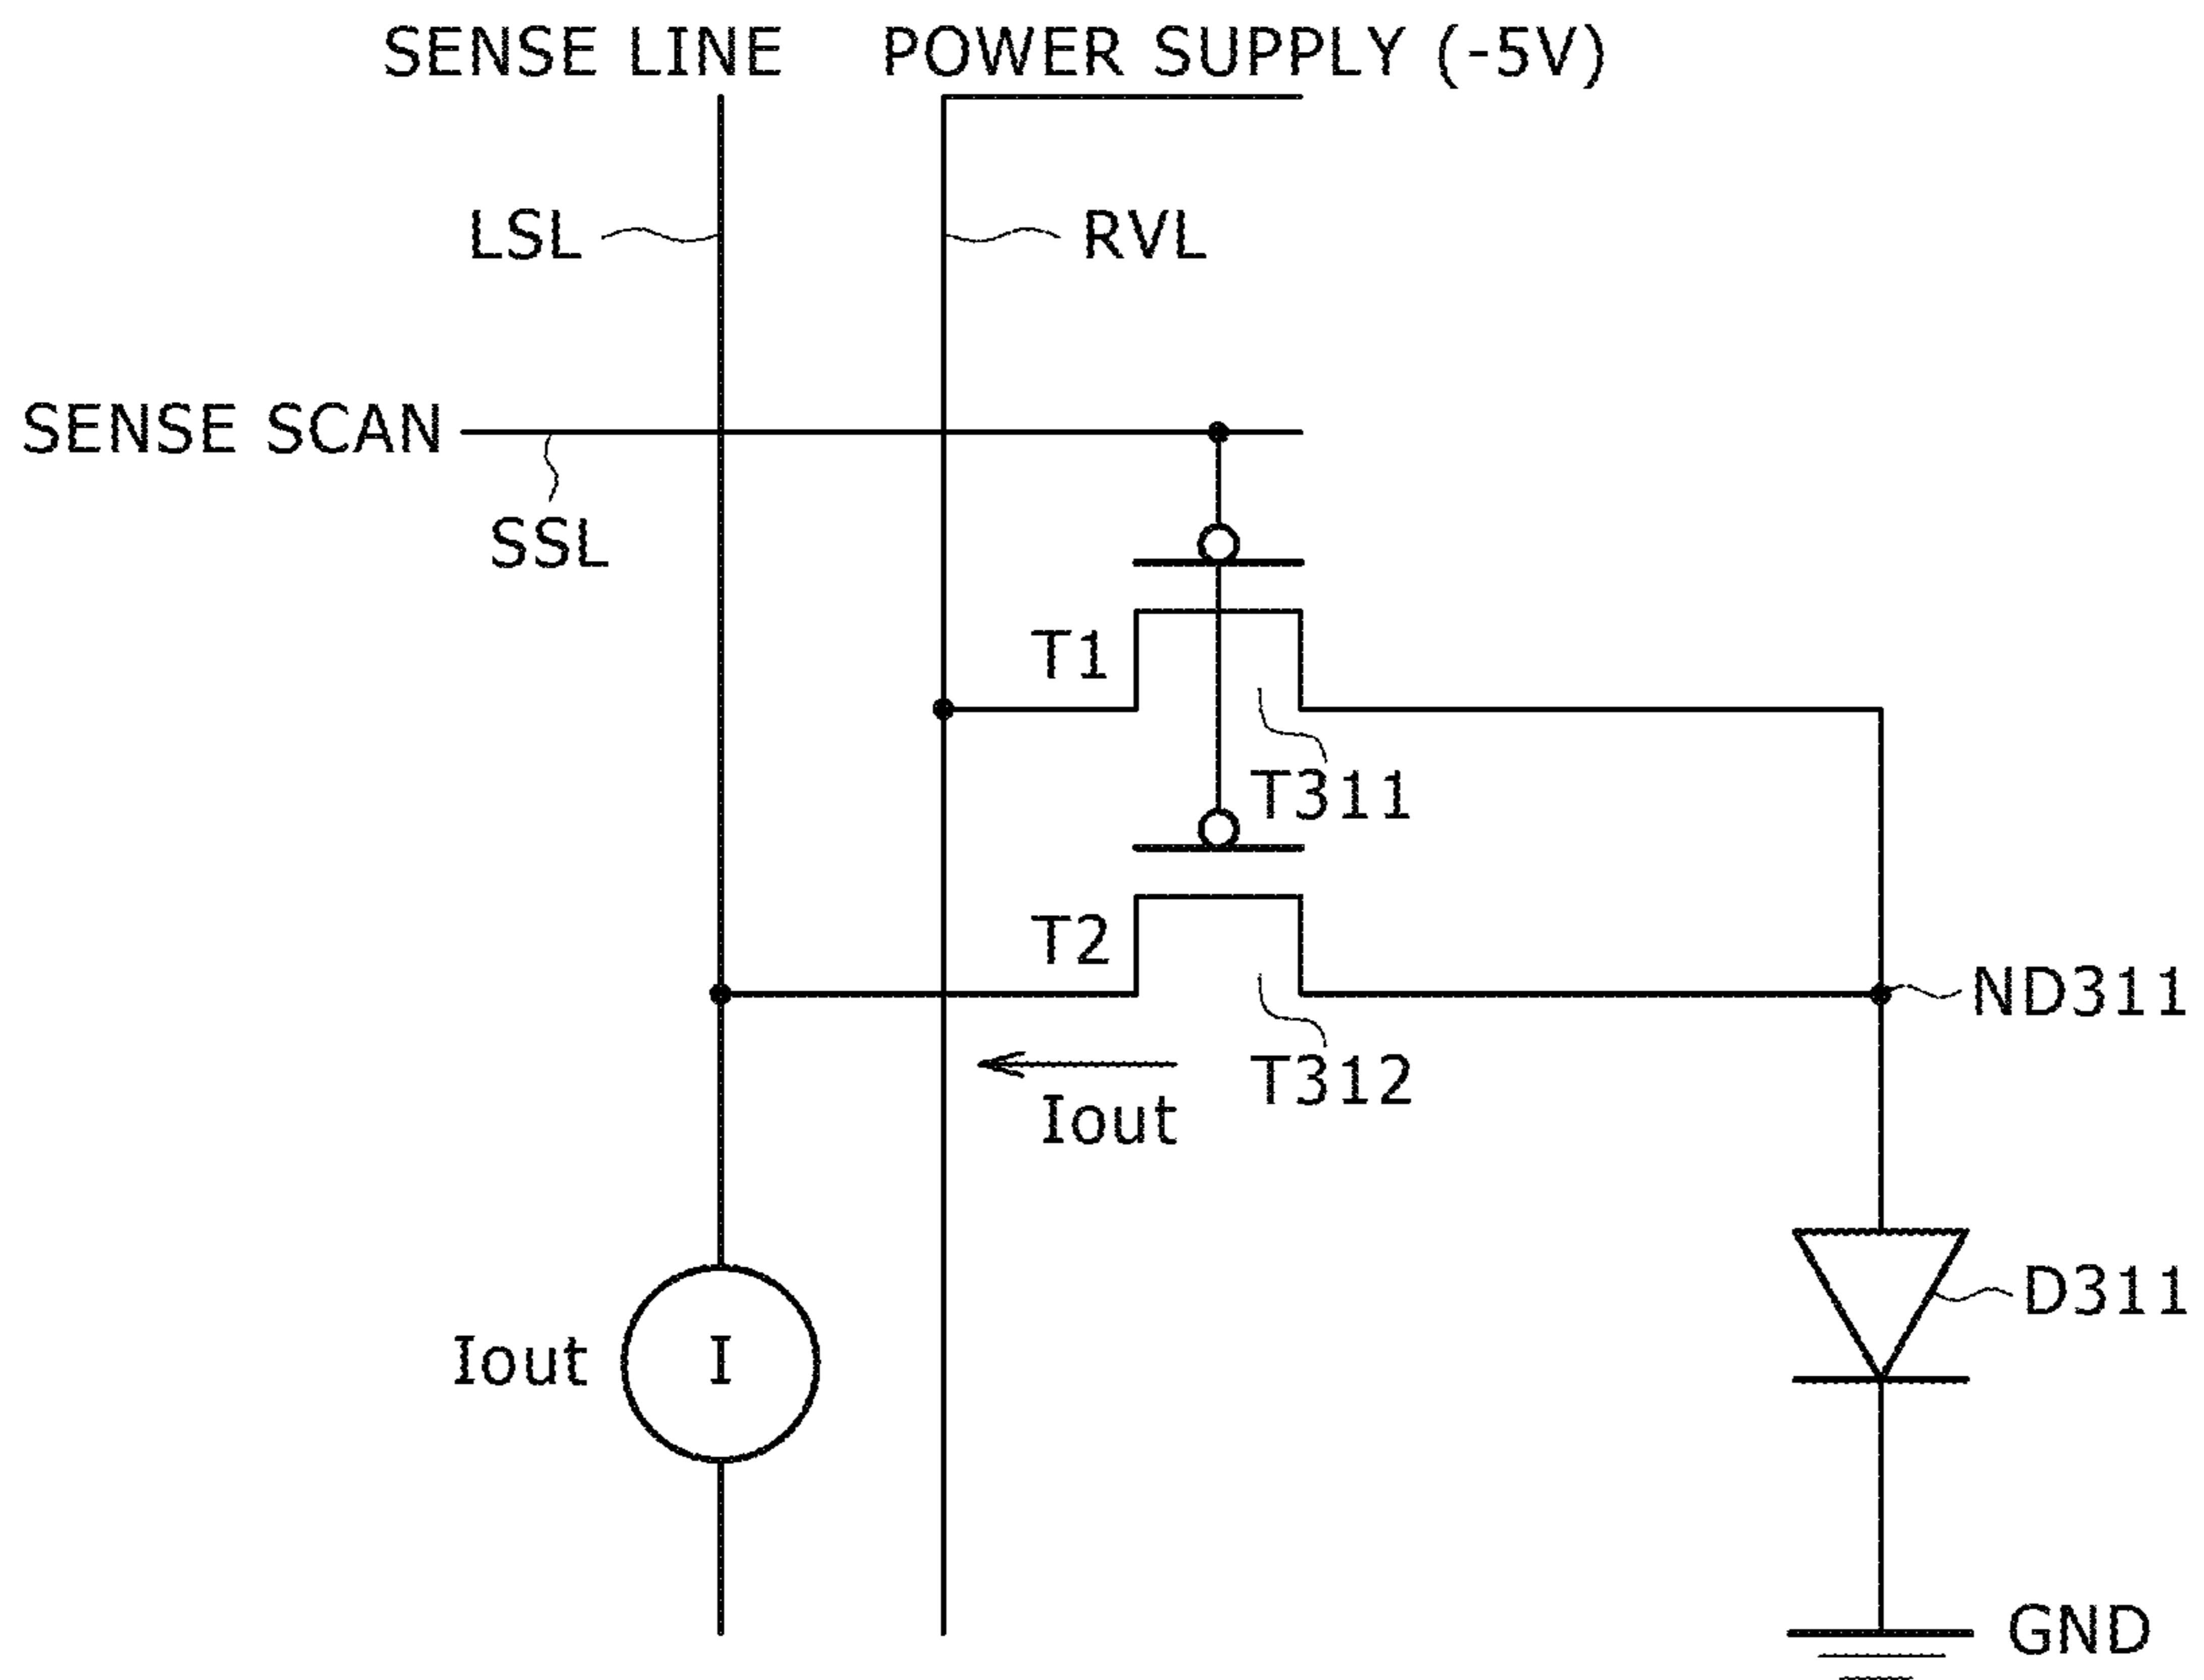 SENSE LINE
POWER SUPPLY (-5V)
LSL
RVL
SENSE SCAN
SSL
T1
T311
T2
ND311
T312
Iout
D311
Iout
I
GND